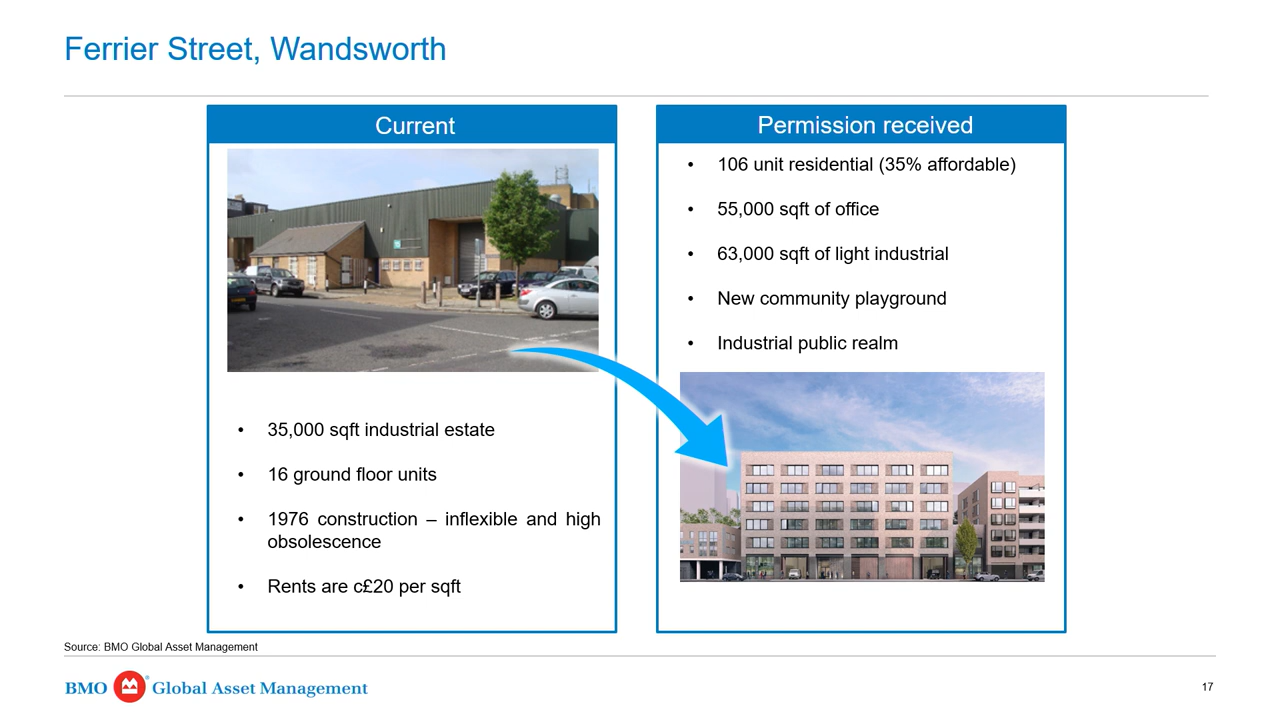 Ferrier Street, Wandsworth
Current
• 35,000 sqft industrial estate
• 16 ground floor units
• 1976 construction – inflexible and high
obsolescence
• Rents are c£20 per sqft
Permission received
• 106 unit residential (35% affordable)
• 55,000 sqft of office
• 63,000 sqft of light industrial
• New community playground
• Industrial public realm
Source: BMO Global Asset Management
BMO Global Asset Management
17